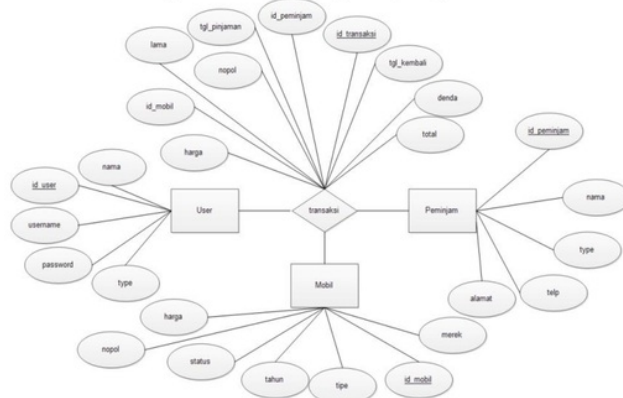 id_peminjam
tgl_pinjaman
id_transaksi
lama
tgl_kembali
nopol
denda
id_mobil
total
id_peminjam
harga
nama
id_user
nama
User
transaksi
Peminjam
username
type
password
type
Mobil
telp
alamat
harga
merek
nopol
status
tahun
tipe
id_mobil